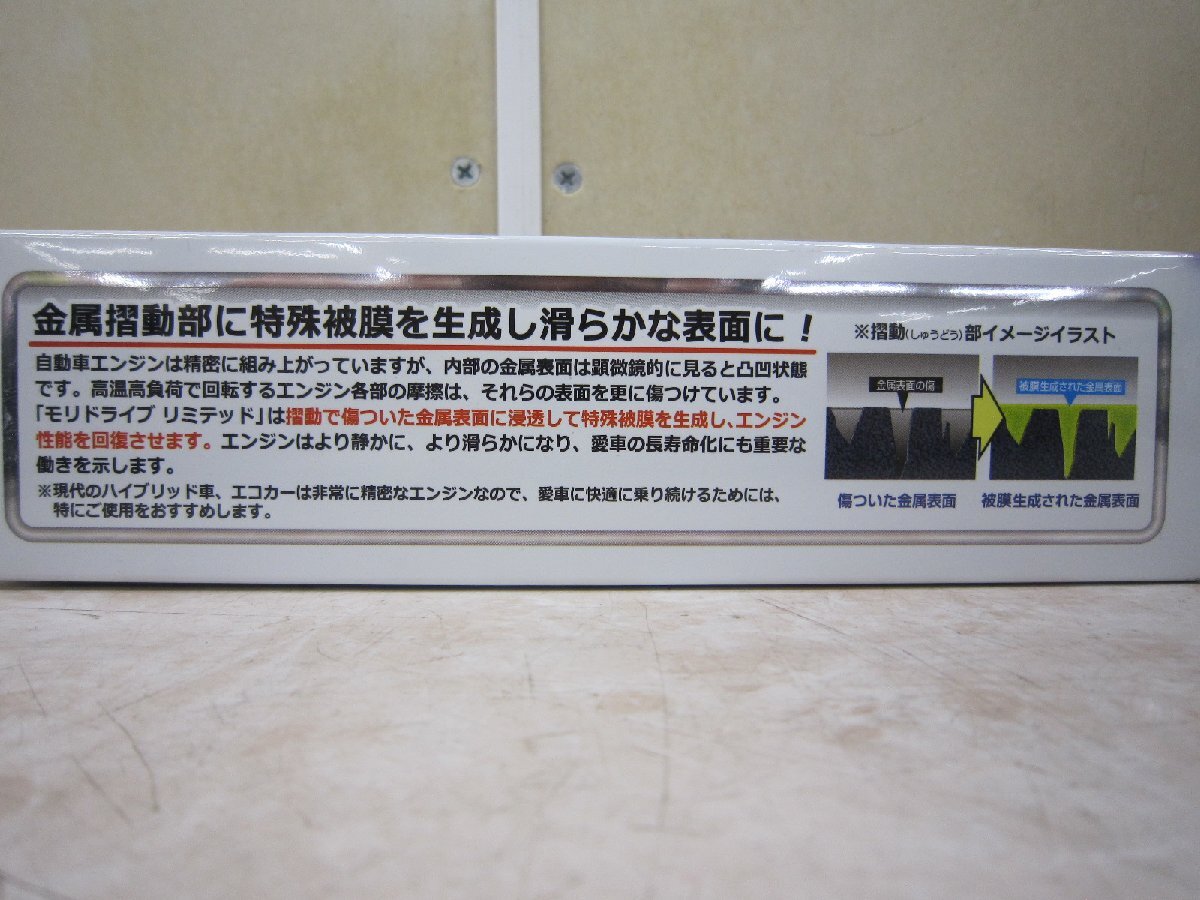 金属摺動部に特殊被膜を生成し滑らかな表面に!
自動車エンジンは精密に組み上がっていますが、内部の金属表面は顕微鏡的に見ると凸凹状態
です。高温高負荷で回転するエンジン各部の摩擦は、それらの表面を更に傷つけています。
「モリドライブ リミテッド」は摺動で傷ついた金属表面に浸透して特殊被膜を生成し、エンジン
性能を回復させます。エンジンはより静かに、より滑らかになり、愛車の長寿命化にも重要な
働きを示します。
※現代のハイブリッド車、エコカーは非常に精密なエンジンなので、愛車に快適に乗り続けるためには、
特にご使用をおすすめします。
※摺動(しゅうどう)部イメージイラスト
金属表面の傷
被膜生成された金属表面
傷ついた金属表面
被膜生成された金属表面